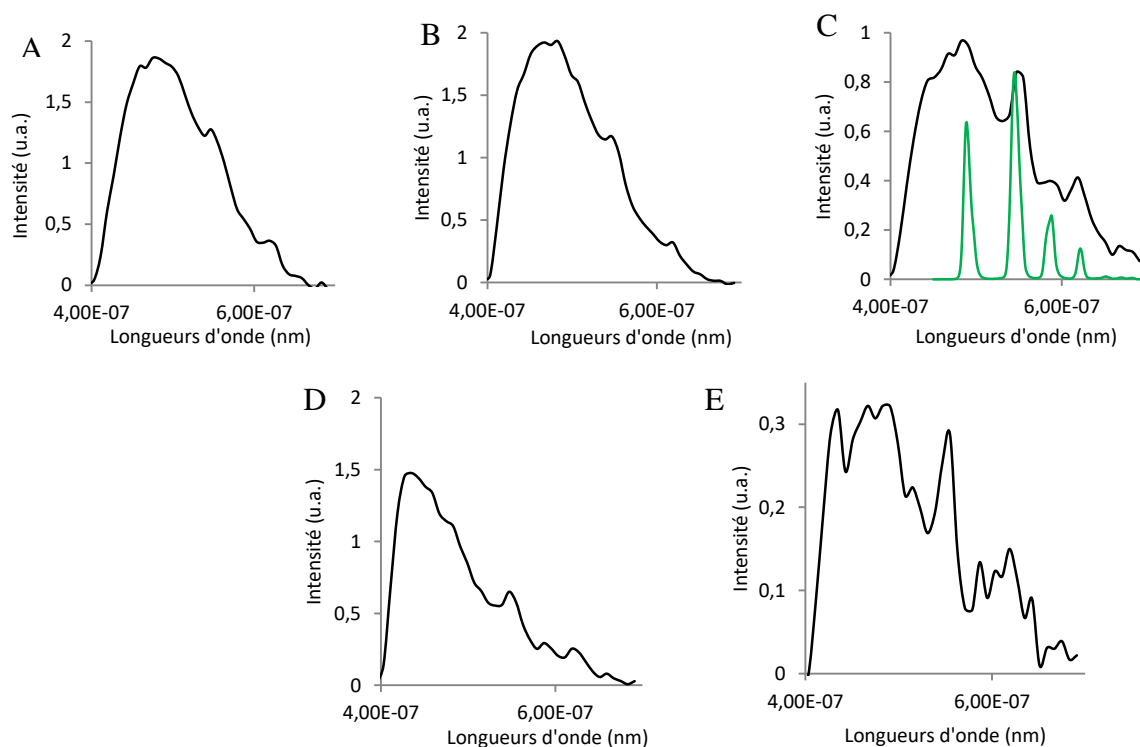 A
Intensité (u.a.)
2
1,5
1
0,5
0
4,00E-07 6,00E-07
Longueurs d'onde (nm)
B
Intensité (u.a.)
2
1,5
1
0,5
0
4,00E-07 6,00E-07
Longueurs d'onde (nm)
C
Intensité (u.a.)
1
0,8
0,6
0,4
0,2
0
4,00E-07 6,00E-07
Longueurs d'onde (nm)
D
Intensité (u.a.)
2
1,5
1
0,5
0
4,00E-07 6,00E-07
Longueurs d'onde (nm)
E
Intensité (u.a.)
0,3
0,2
0,1
0
4,00E-07 6,00E-07
Longueurs d'onde (nm)